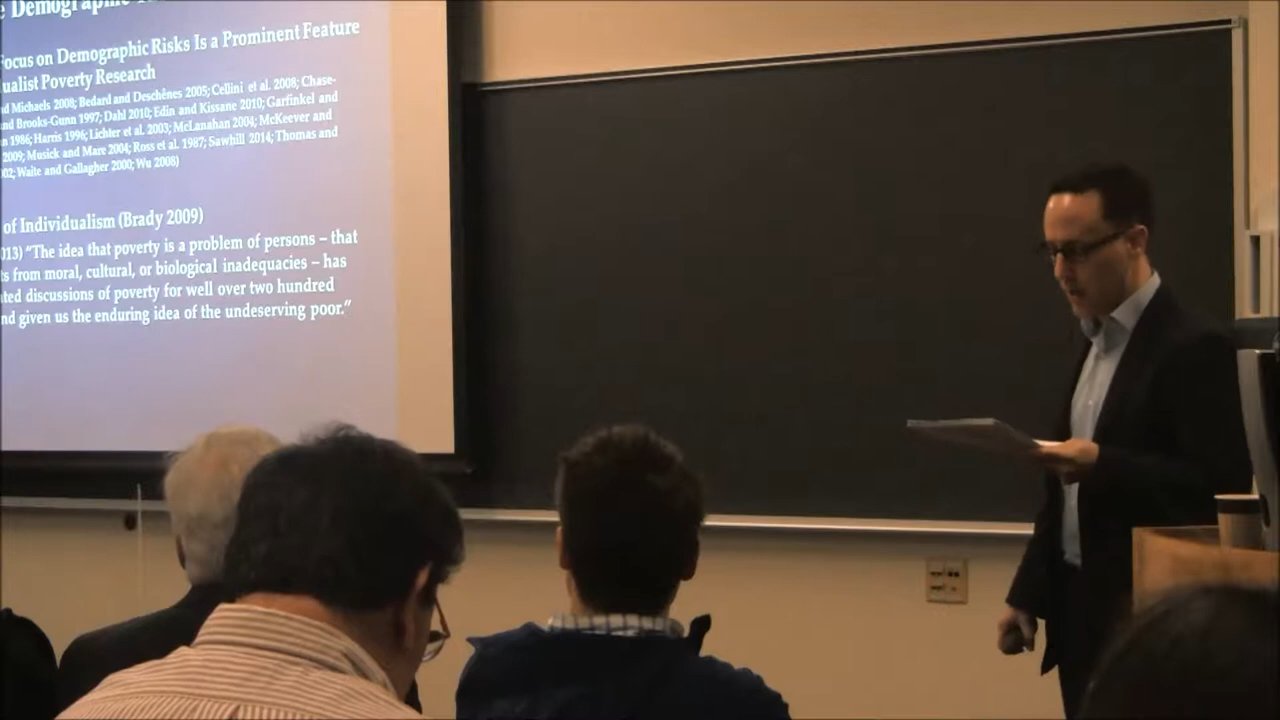 Demographic
Focus on Demographic Risks Is a Prominent Feature
ualist Poverty Research
nd Michaels 2008; Bedard and Deschênes 2005; Cellini et al. 2008; Chase-
nd Brooks-Gunn 1997; Dahl 2010; Edin and Kissane 2010; Garfinkel and
n 1986; Harris 1996; Lichter et al. 2003; McLanahan 2004; McKeever and
2009; Musick and Mare 2004; Ross et al. 1987; Sawhill 2014; Thomas and
02; Waite and Gallagher 2000; Wu 2008)
of Individualism (Brady 2009)
013) “The idea that poverty is a problem of persons – that
ts from moral, cultural, or biological inadequacies – has
ated discussions of poverty for well over two hundred
nd given us the enduring idea of the undeserving poor.”